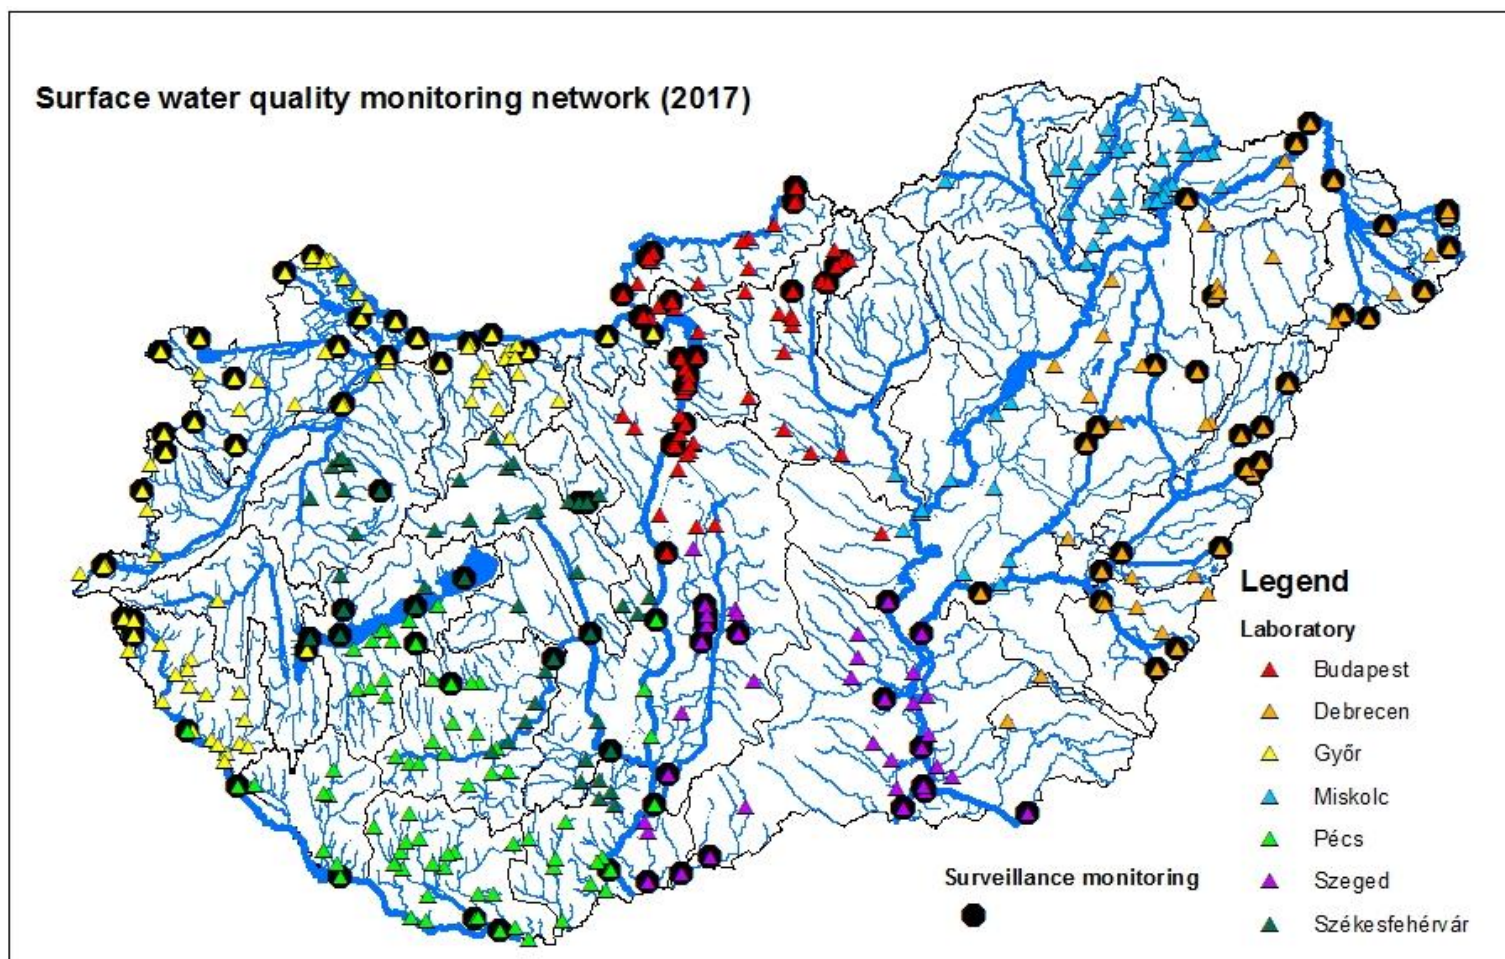 Surface water quality monitoring network (2017)
Legend
Laboratory
Budapest
Debrecen
Győr
Miskolc
Pécs
Szeged
Székesfehérvár
Surveillance monitoring